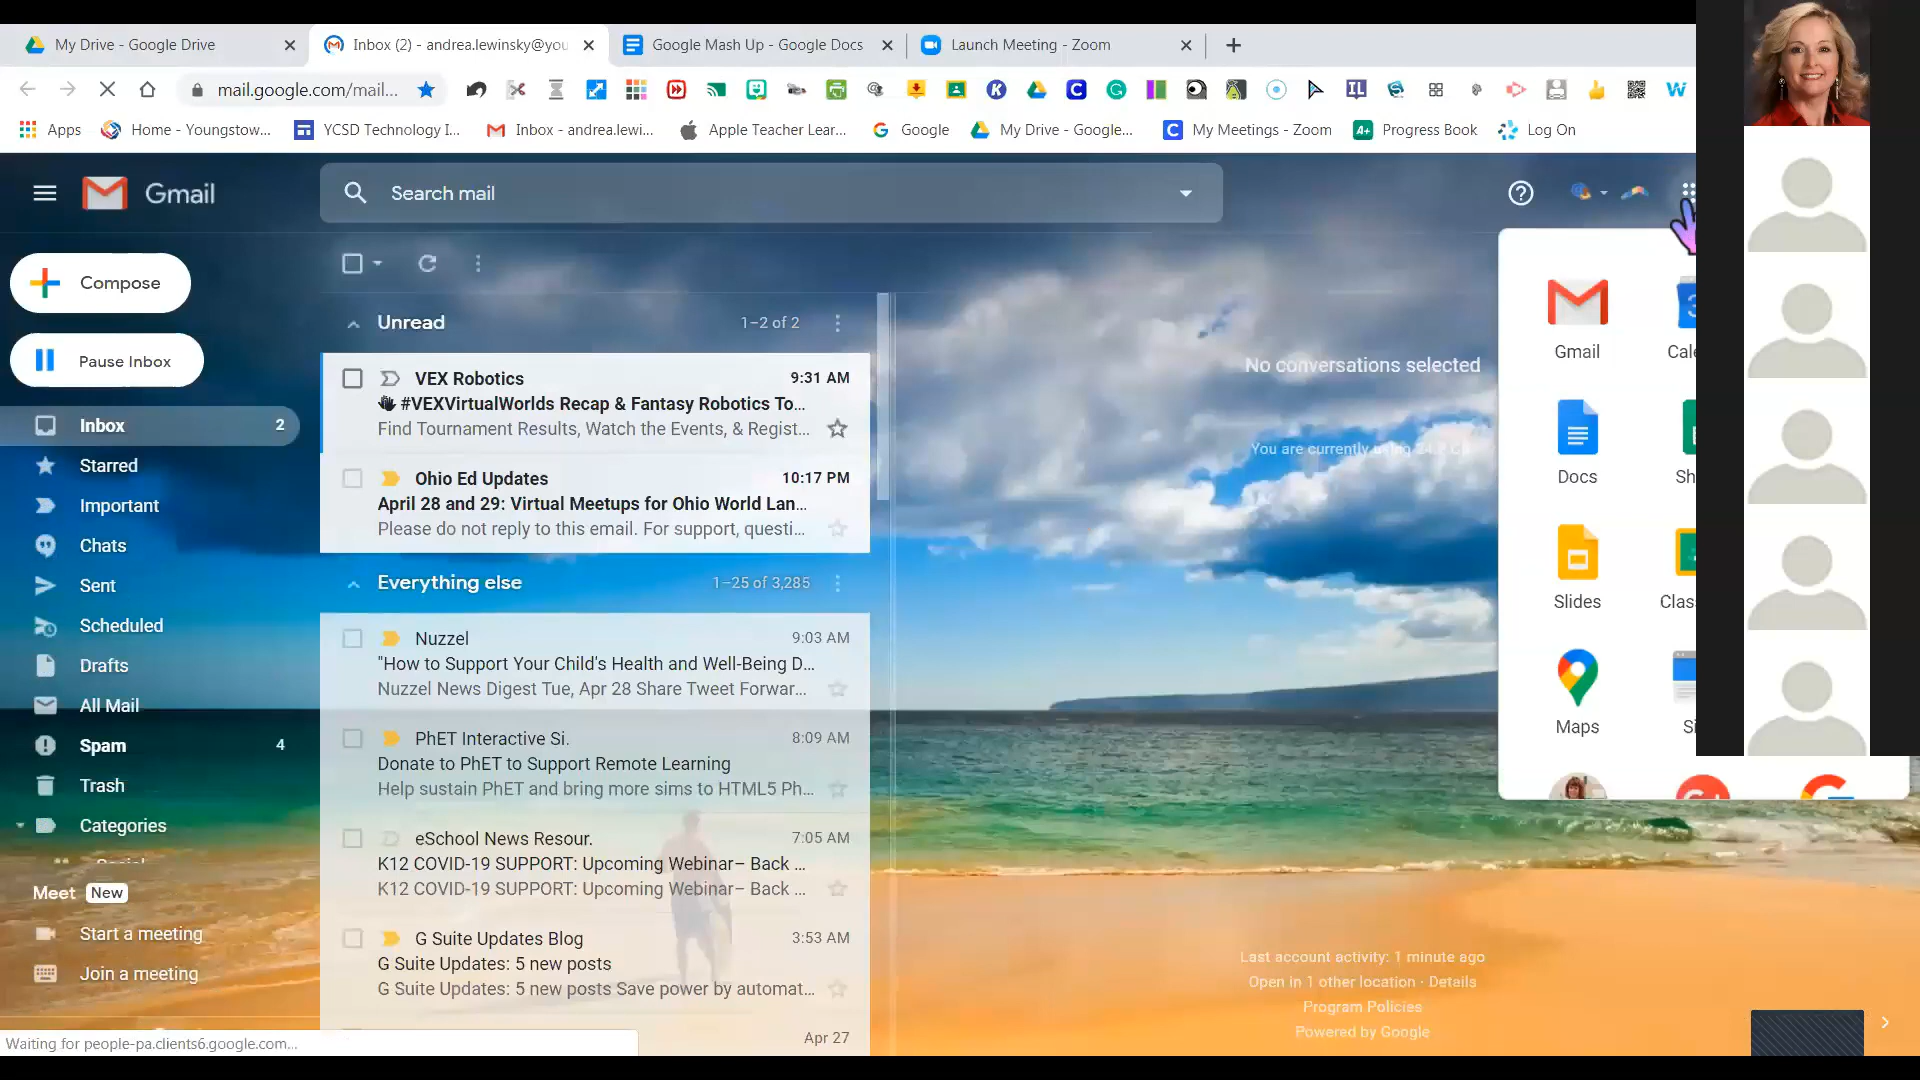 My Drive - Google Drive
Inbox (2) - andrea.lewinsky@you
Google Mash Up - Google Docs
Launch Meeting - Zoom
mail.google.com/mail...
Apps
Home - Youngstow...
YCSD Technology I...
Inbox - andrea.lewi...
Apple Teacher Lear...
Google
My Drive - Google...
My Meetings - Zoom
Progress Book
Log On
Gmail
Search mail
Compose
Pause Inbox
Inbox 2
Starred
Important
Chats
Sent
Scheduled
Drafts
All Mail
Spam 4
Trash
Categories
Meet New
Start a meeting
Join a meeting
Unread 1–2 of 2
VEX Robotics 9:31 AM
#VEXVirtualWorlds Recap & Fantasy Robotics To...
Find Tournament Results, Watch the Events, & Regist...
Ohio Ed Updates 10:17 PM
April 28 and 29: Virtual Meetups for Ohio World Lan...
Please do not reply to this email. For support, questi...
Everything else 1–25 of 3,285
Nuzzel 9:03 AM
"How to Support Your Child's Health and Well-Being D...
Nuzzel News Digest Tue, Apr 28 Share Tweet Forwar...
PhET Interactive Si. 8:09 AM
Donate to PhET to Support Remote Learning
Help sustain PhET and bring more sims to HTML5 Ph...
eSchool News Resour. 7:05 AM
K12 COVID-19 SUPPORT: Upcoming Webinar– Back ...
K12 COVID-19 SUPPORT: Upcoming Webinar– Back ...
G Suite Updates Blog 3:53 AM
G Suite Updates: 5 new posts
G Suite Updates: 5 new posts Save power by automat...
Apr 27
No conversations selected
You are currently using
Last account activity: 1 minute ago
Open in 1 other location · Details
Program Policies
Powered by Google
Gmail
Cale
Docs
Sh
Slides
Clas
Maps
Si
Waiting for people-pa.clients6.google.com...